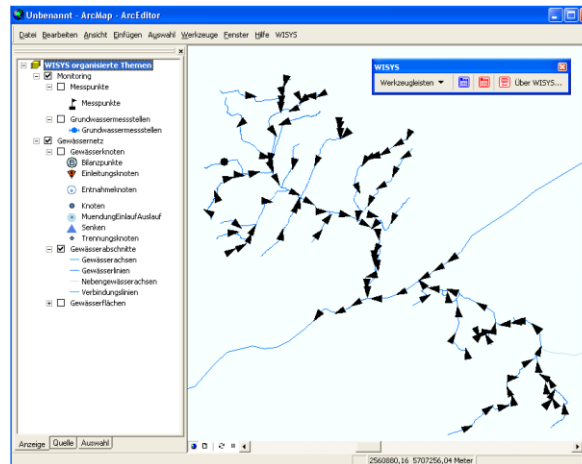 Unbenannt - ArcMap - ArcEditor
Datei Bearbeiten Ansicht Einfügen Auswahl Werkzeuge Fenster Hilfe WISYS
WISYS organisierte Themen
Monitoring
Messpunkte
Messpunkte
Grundwassermessstellen
Grundwassermessstellen
Gewässernetz
Gewässerknoten
Bilanzpunkte
Einleitungsknoten
Entnahmeknoten
Knoten
MuendungEinlaufAuslauf
Senken
Trennungsknoten
Gewässerabschnitte
Gewässerachsen
Gewässerlinien
Nebengewässerachsen
Verbindungslinien
Gewässerflächen
WISYS
Werkzeugleisten Über WISYS...
Anzeige Quelle Auswahl
2560880,16 5707256,04 Meter